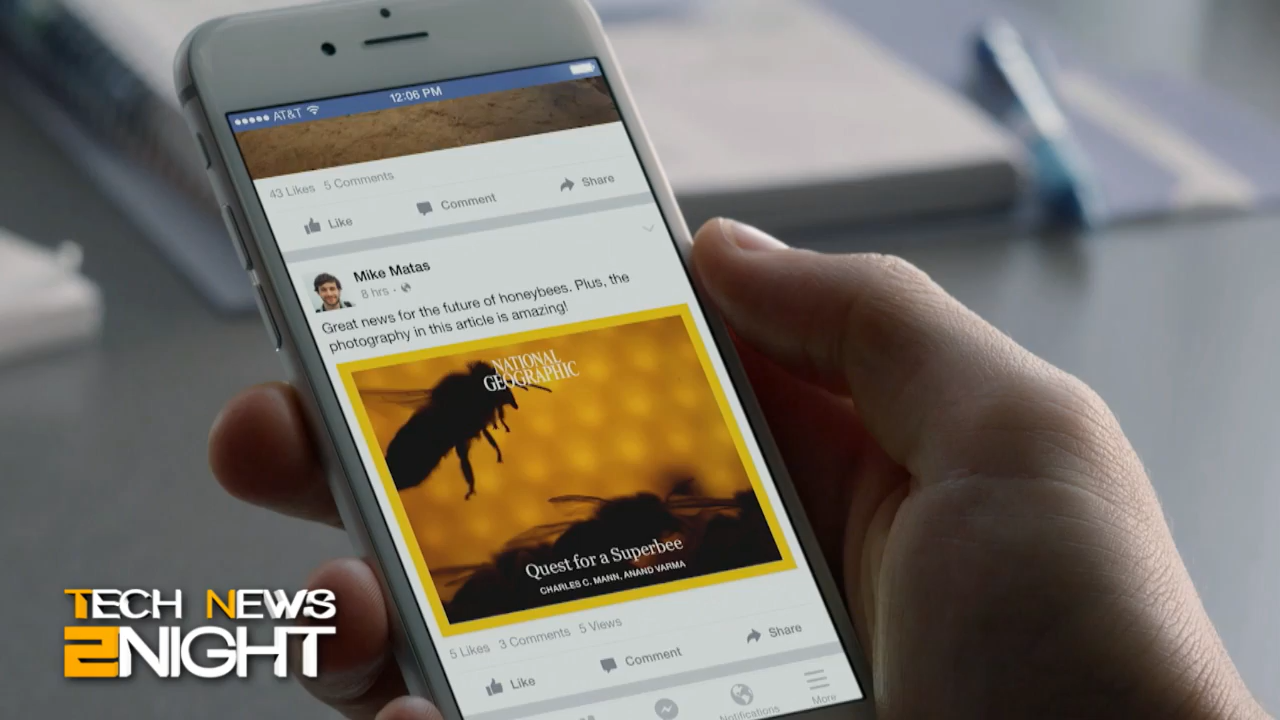 AT&T 12:06 PM
43 Likes 5 Comments
Like Comment Share
Mike Matas
8 hrs
Great news for the future of honeybees. Plus, the
photography in this article is amazing!
NATIONAL
GEOGRAPHIC
Quest for a Superbee
CHARLES C. MANN, ANAND VARMA
5 Likes 3 Comments 5 Views
Like Comment Share
Notifications More
TECH NEWS
2NIGHT